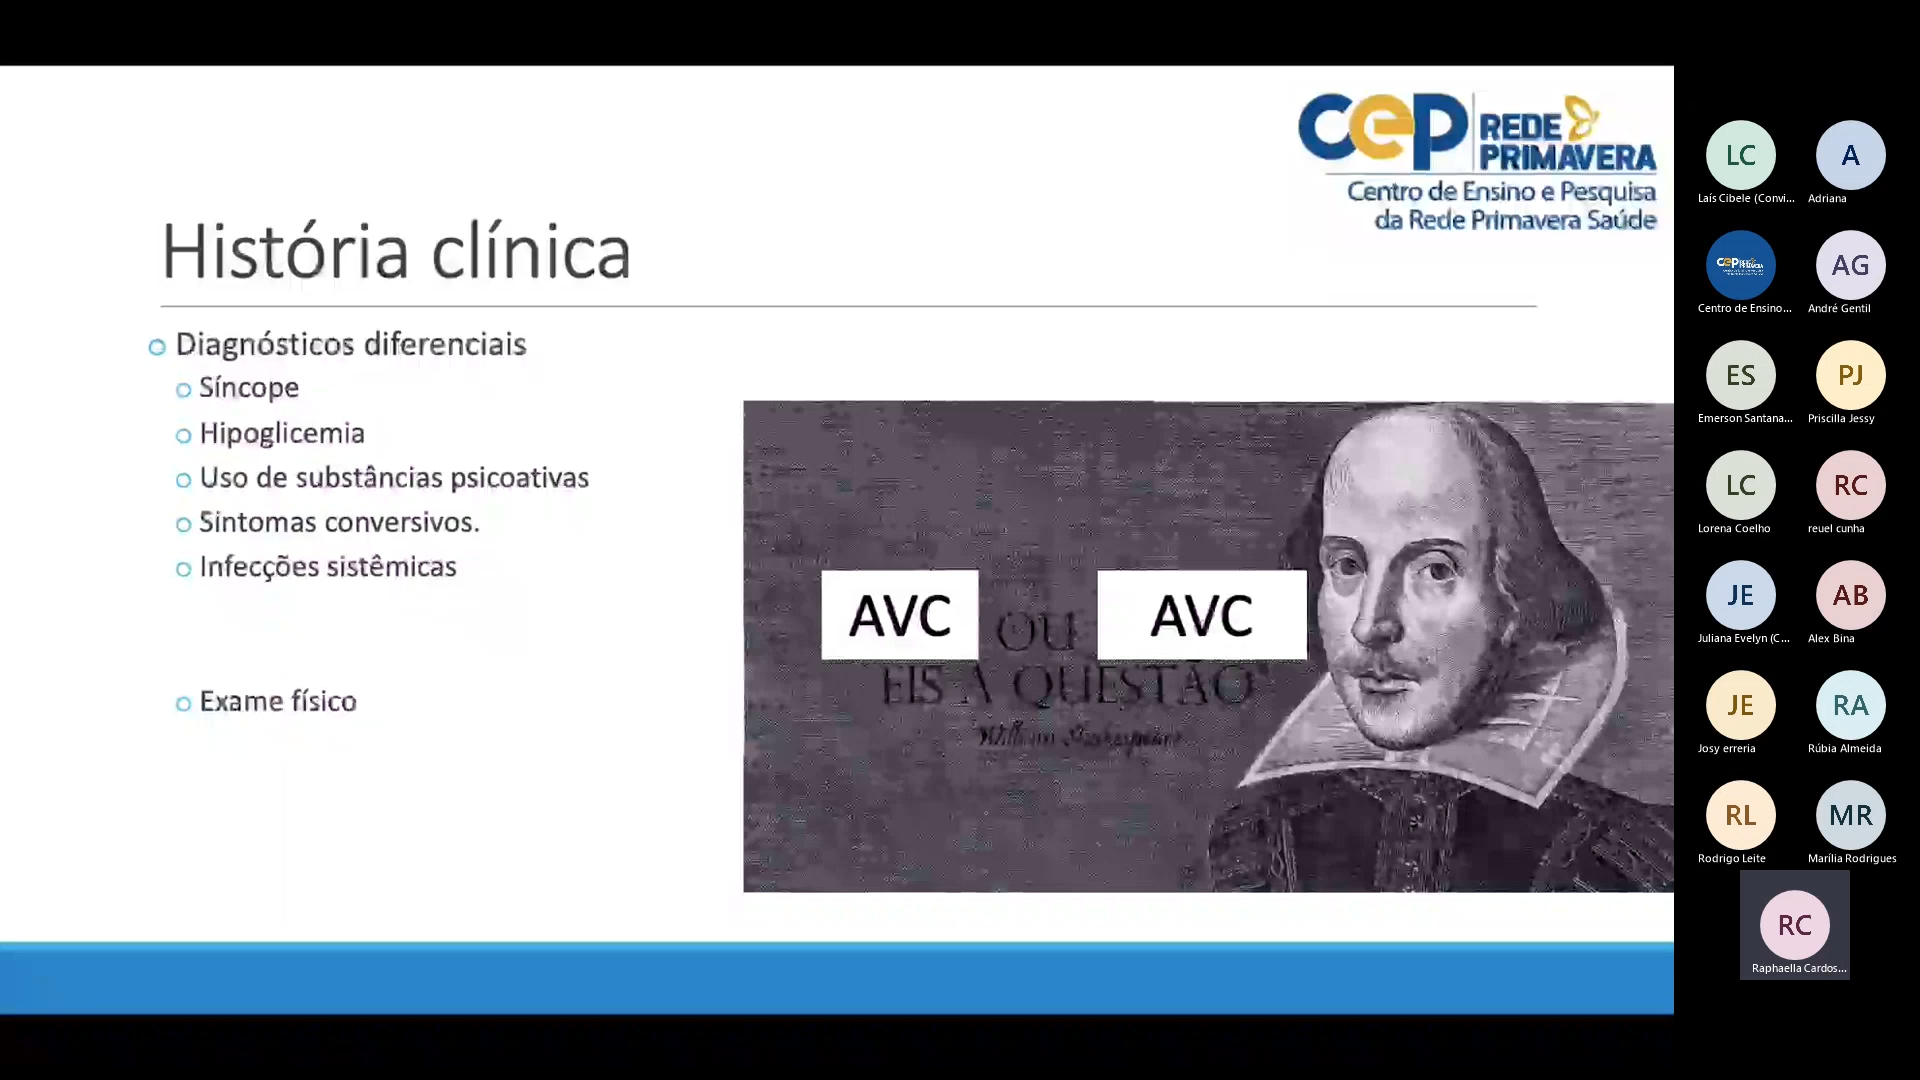 cep REDE
PRIMAVERA
Centro de Ensino e Pesquisa
da Rede Primavera Saúde
História clínica
Diagnósticos diferenciais
Síncope
Hipoglicemia
Uso de substâncias psicoativas
Sintomas conversivos.
Infecções sistêmicas
Exame físico
AVC OU AVC
EIS A QUESTÃO
William Shakespeare
LC
Laís Cibele (Convi...
A
Adriana
cep
Centro de Ensino...
AG
André Gentil
ES
Emerson Santana...
PJ
Priscilla Jessy
LC
Lorena Coelho
RC
reuel cunha
JE
Juliana Evelyn (C...
AB
Alex Bina
JE
Josy erreria
RA
Rúbia Almeida
RL
Rodrigo Leite
MR
Marília Rodrigues
RC
Raphaella Cardos...